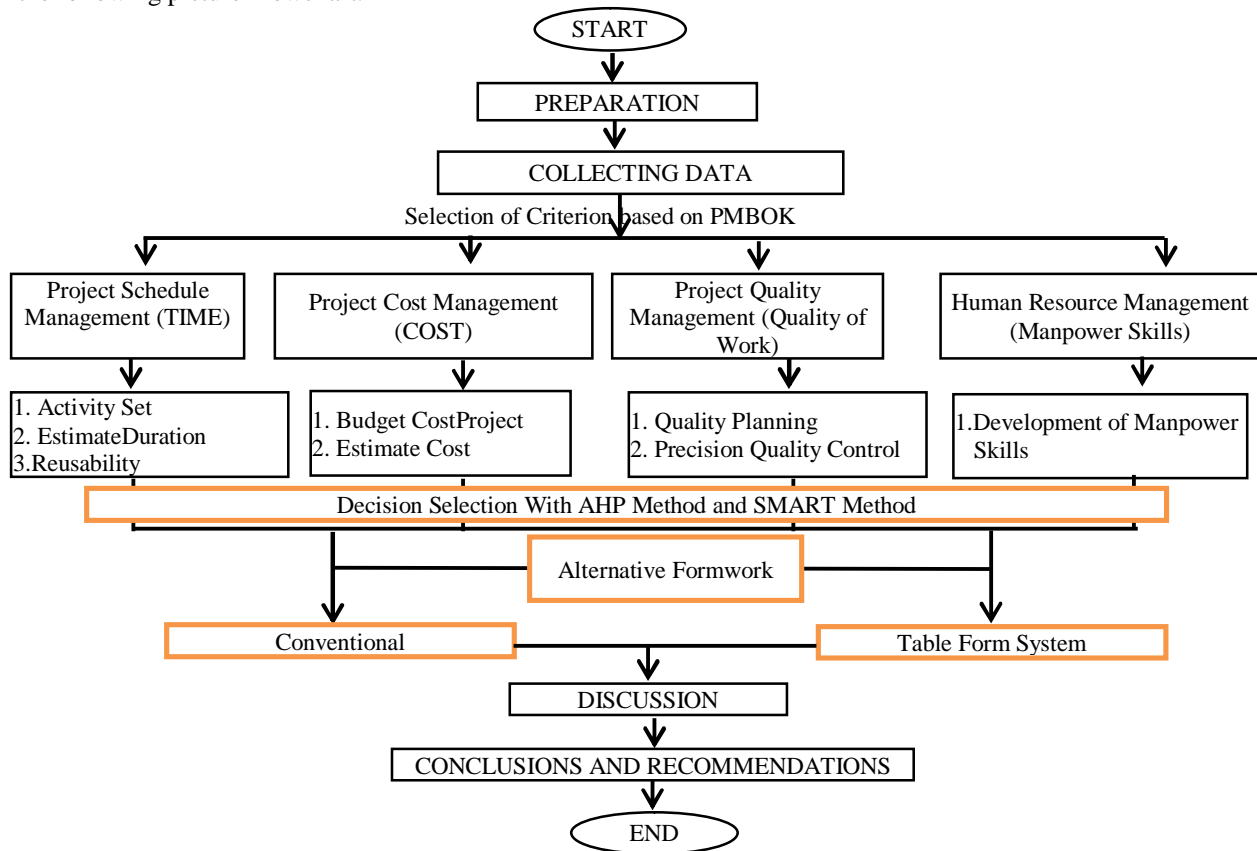 START
PREPARATION
COLLECTING DATA
Selection of Criterion based on PMBOK
Project Schedule
Management (TIME)
Project Cost Management
(COST)
Project Quality
Management (Quality of
Work)
Human Resource Management
(Manpower Skills)
1. Activity Set
2. EstimateDuration
3.Reusability
1. Budget CostProject
2. Estimate Cost
1. Quality Planning
2. Precision Quality Control
1.Development of Manpower
Skills
Decision Selection With AHP Method and SMART Method
Alternative Formwork
Conventional
Table Form System
DISCUSSION
CONCLUSIONS AND RECOMMENDATIONS
END